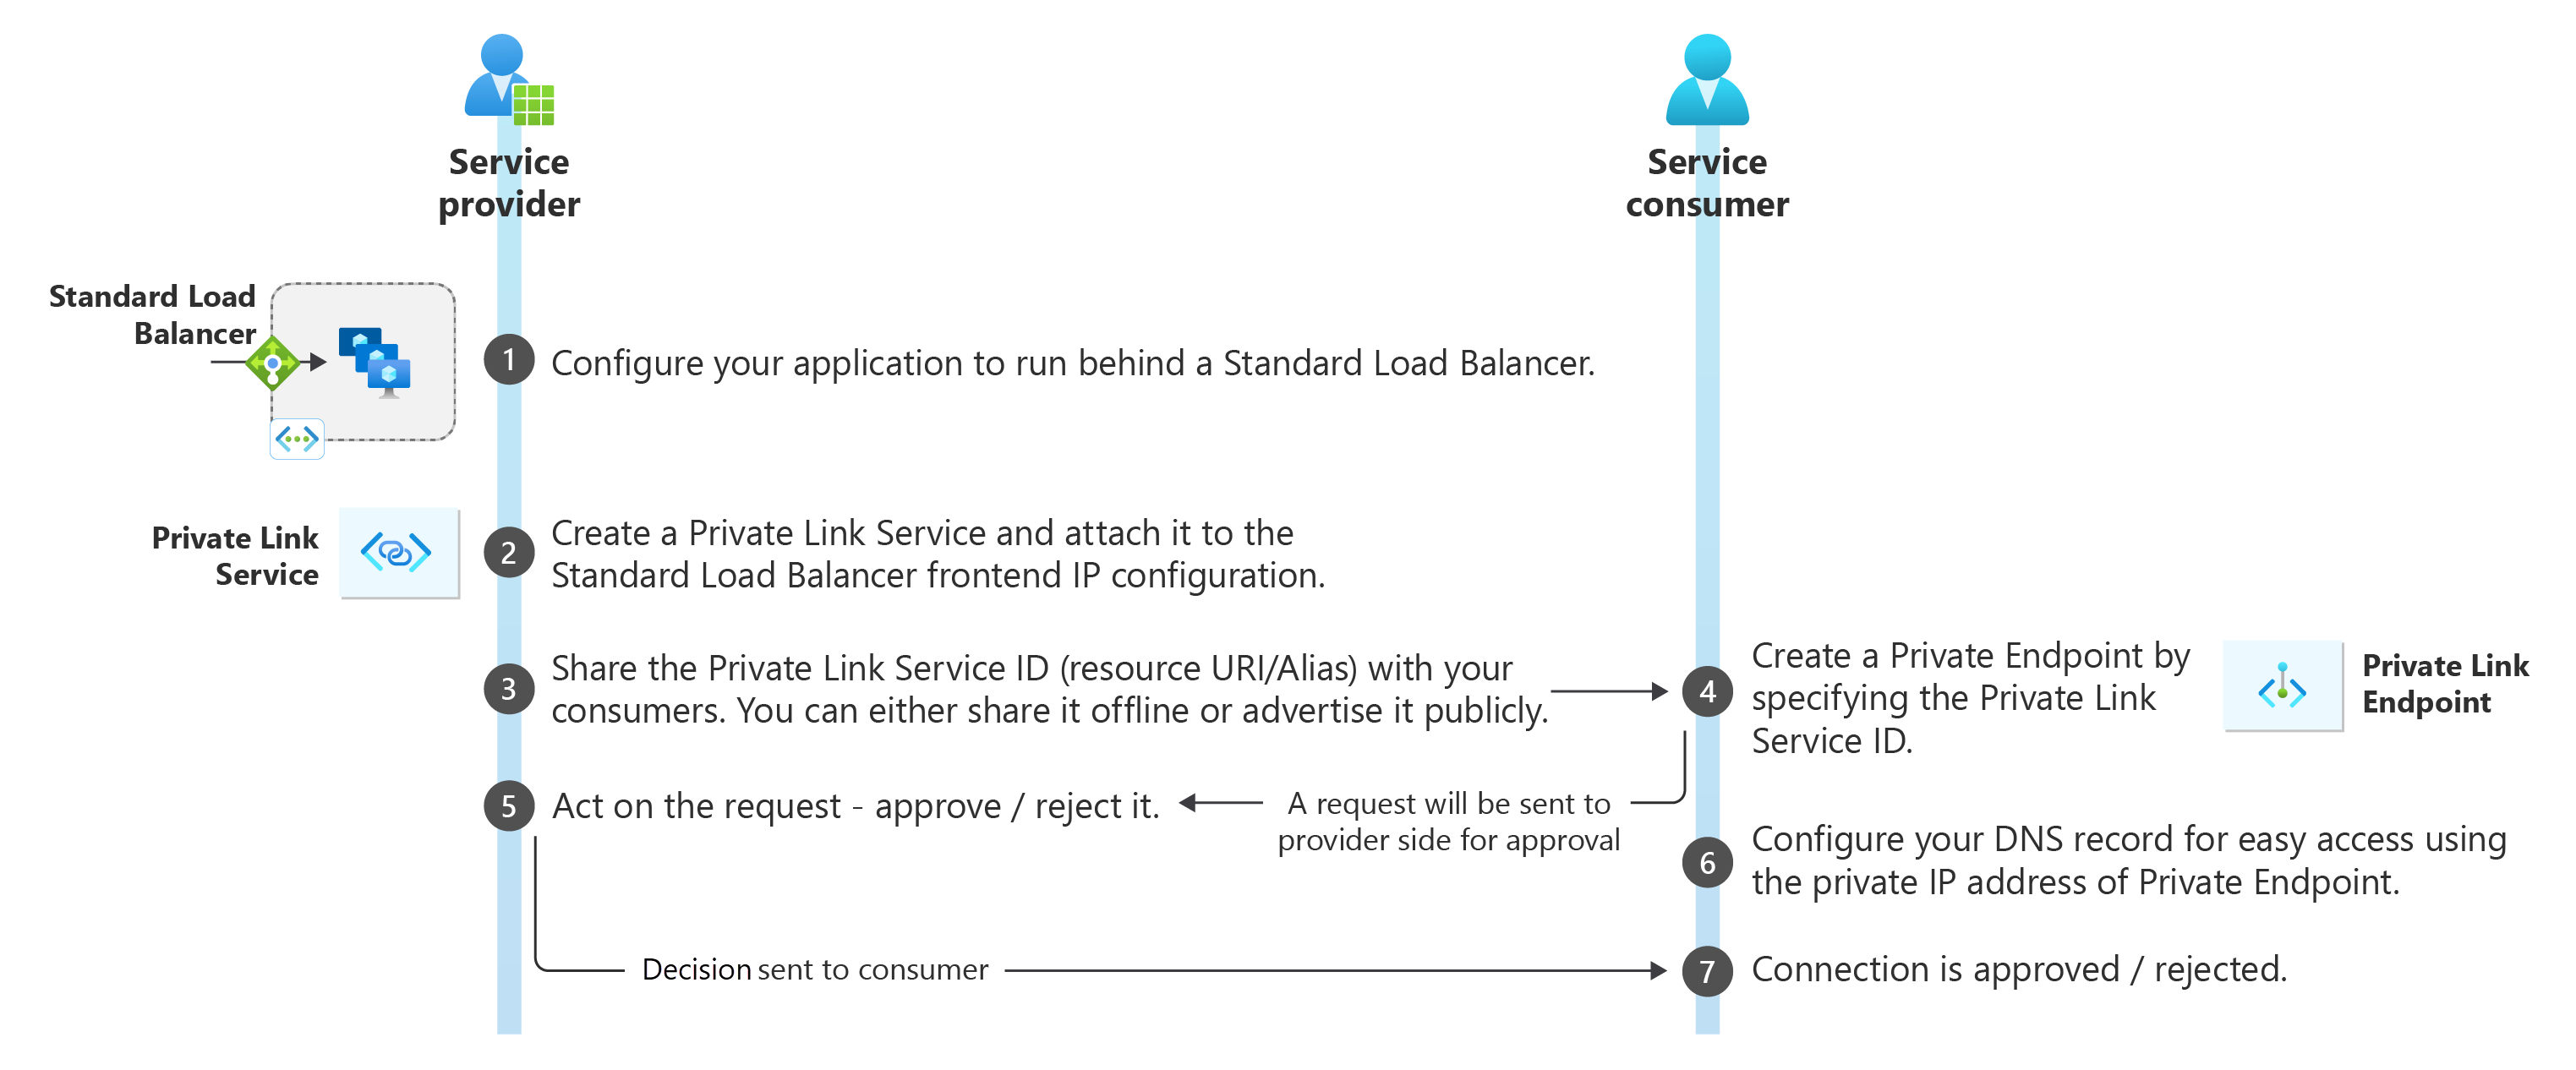 Service
provider
Service
consumer
Standard Load
Balancer
1
Configure your application to run behind a Standard Load Balancer.
Private Link
Service
2
Create a Private Link Service and attach it to the
Standard Load Balancer frontend IP configuration.
3
Share the Private Link Service ID (resource URI/Alias) with your
consumers. You can either share it offline or advertise it publicly.
4
Create a Private Endpoint by
specifying the Private Link
Service ID.
Private Link
Endpoint
5
Act on the request - approve / reject it.
A request will be sent to
provider side for approval
6
Configure your DNS record for easy access using
the private IP address of Private Endpoint.
Decision sent to consumer
7
Connection is approved / rejected.